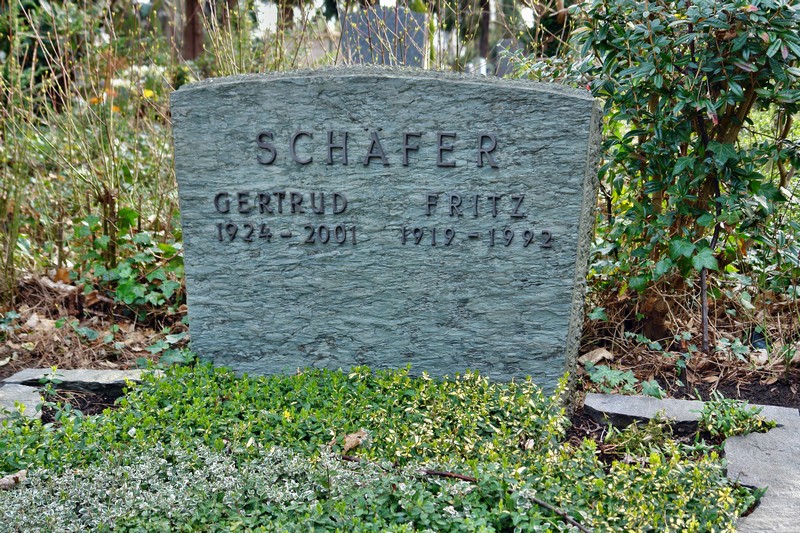 SCHÄFER
GERTRUD FRITZ
1924-2001 1919-1992